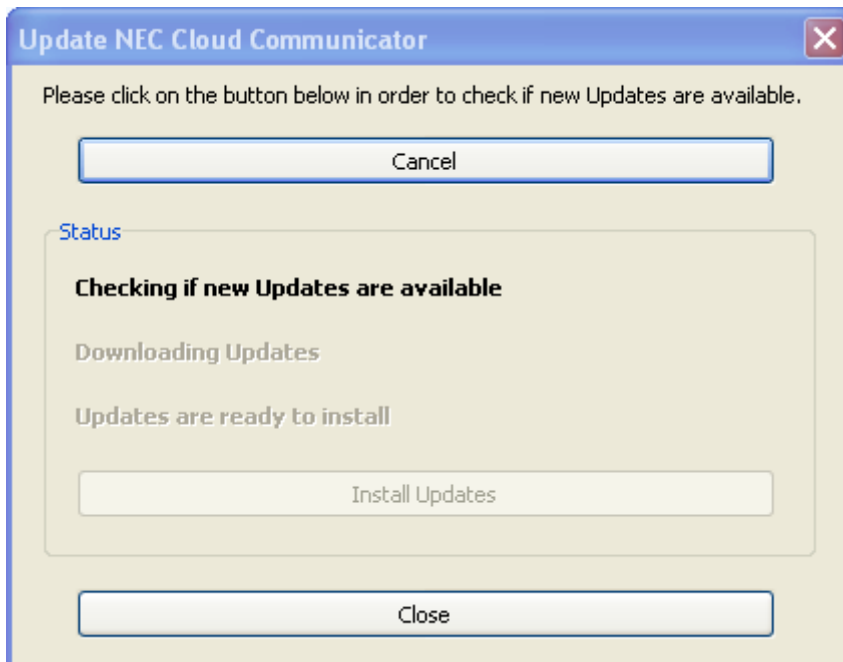 Update NEC Cloud Communicator
Please click on the button below in order to check if new Updates are available.
Cancel
Status
Checking if new Updates are available
Downloading Updates
Updates are ready to install
Install Updates
Close